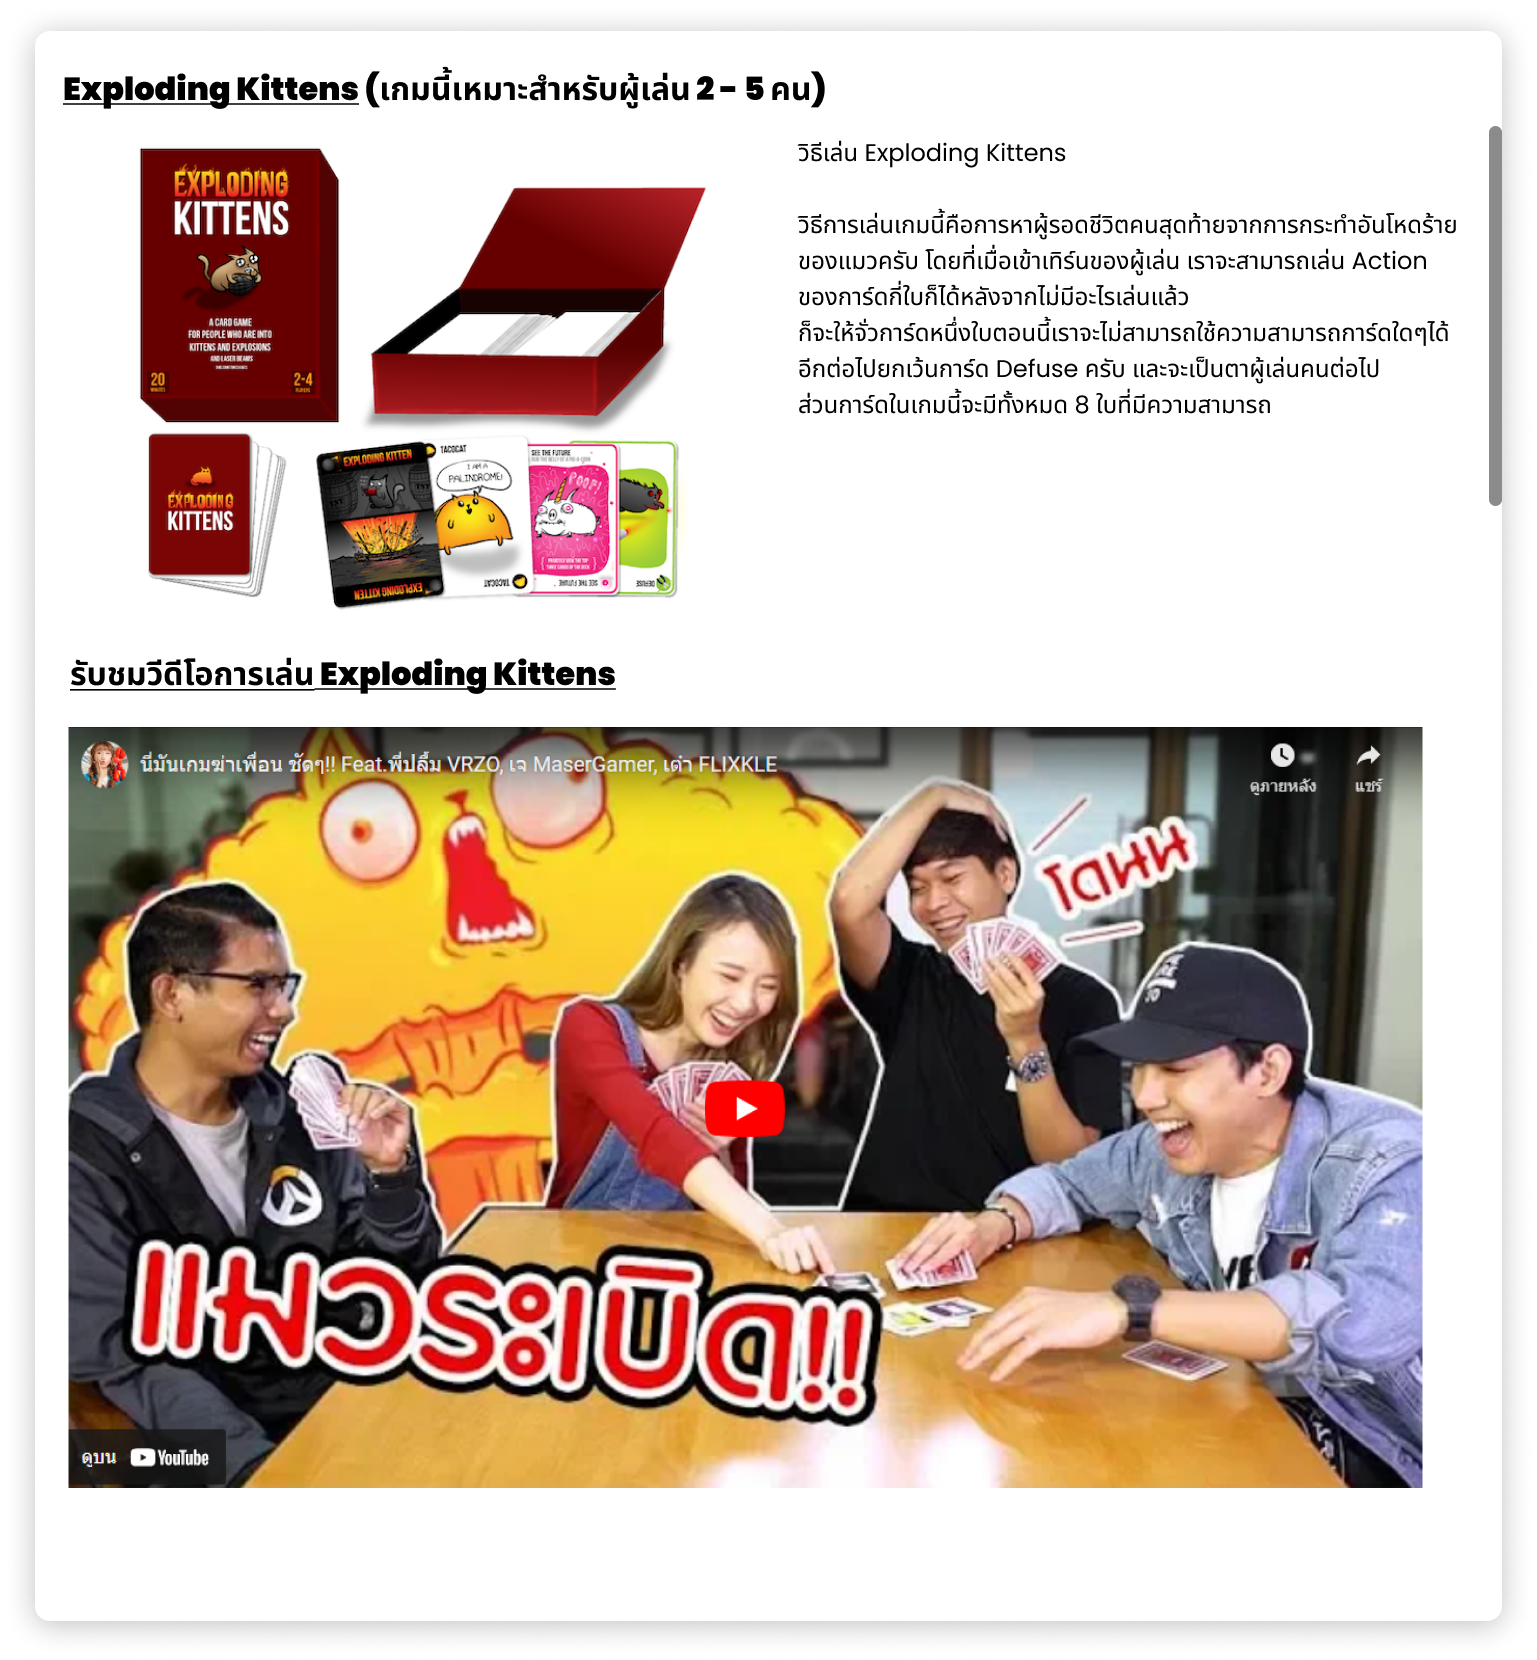 Exploding Kittens (เกมนี้เหมาะสำหรับผู้เล่น 2 - 5 คน)
EXPLODING
KITTENS
A CARD GAME
FOR PEOPLE WHO ARE INTO
KITTENS AND EXPLOSIONS
AND LASER BEAMS
20
MINUTES
2-4
PLAYERS
EXPLODING
KITTENS
EXPLODING KITTEN
EXPLODING KITTEN
TACOCAT
I AM A
PALINDROME!
TACOCAT
SEE THE FUTURE
POOF!
SEE THE FUTURE
DEFUSE
วิธีเล่น Exploding Kittens
วิธีการเล่นเกมนี้คือการหาผู้รอดชีวิตคนสุดท้ายจากการกระทำอันโหดร้าย
ของแมวครับ โดยที่เมื่อเข้าเทิร์นของผู้เล่น เราจะสามารถเล่น Action
ของการ์ดกี่ใบก็ได้หลังจากไม่มีอะไรเล่นแล้ว
ก็จะให้จั่วการ์ดหนึ่งใบตอนนี้เราจะไม่สามารถใช้ความสามารถการ์ดใดๆได้
อีกต่อไปยกเว้นการ์ด Defuse ครับ และจะเป็นตาผู้เล่นคนต่อไป
ส่วนการ์ดในเกมนี้จะมีทั้งหมด 8 ใบที่มีความสามารถ
รับชมวีดีโอการเล่น Exploding Kittens
นี่มันเกมฆ่าเพื่อน ชัดๆ!! Feat.พี่ปลื้ม VRZO, เจ MaserGamer, เต๋า FLIXKLE
ดูภายหลัง
แชร์
โดนน
แมวระเบิด!!
ดูบน YouTube